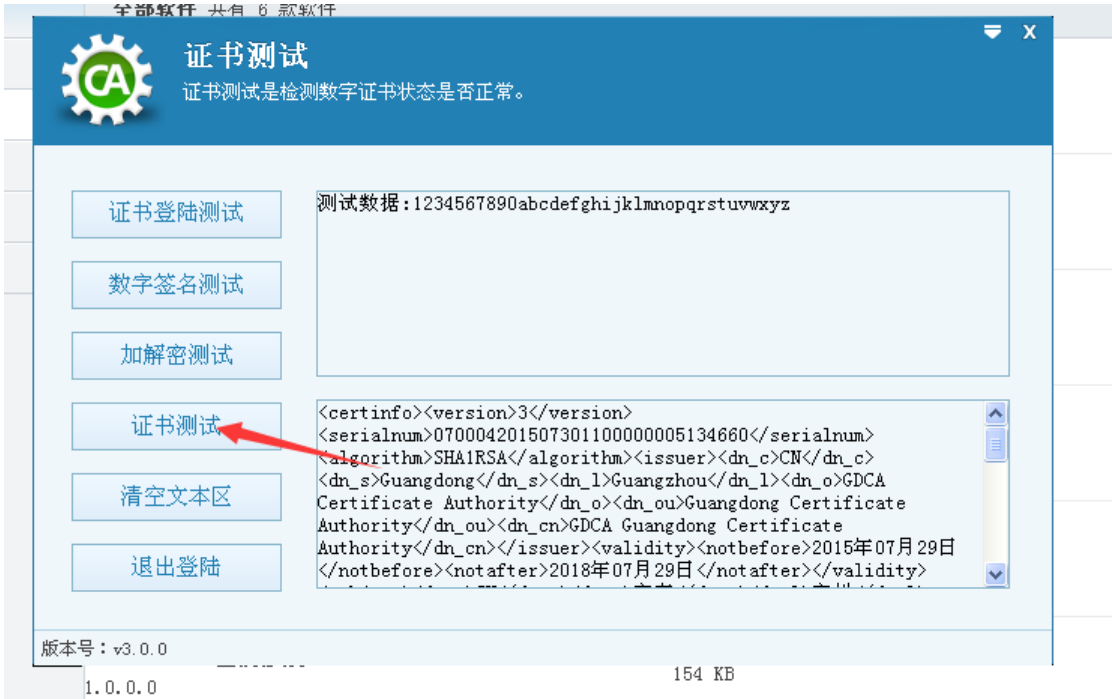 全部软件 共有 6 款软件
CA
证书测试
X
证书测试是检测数字证书状态是否正常。
证书登陆测试
数字签名测试
加解密测试
证书测试
清空文本区
退出登陆
测试数据:1234567890abcdefghijklmnopqrstuvwxyz
<certinfo><version>3</version>
<serialnum>070004201507301100000005134660</serialnum>
<algorithm>SHA1RSA</algorithm><issuer><dn_c>CN</dn_c>
<dn_s>Guangdong</dn_s><dn_l>Guangzhou</dn_l><dn_o>GDCA
Certificate Authority</dn_o><dn_ou>Guangdong Certificate
Authority</dn_ou><dn_cn>GDCA Guangdong Certificate
Authority</dn_cn></issuer><validity><notbefore>2015年07月29日
</notbefore><notafter>2018年07月29日</notafter></validity>
版本号：v3.0.0
154 KB
1.0.0.0